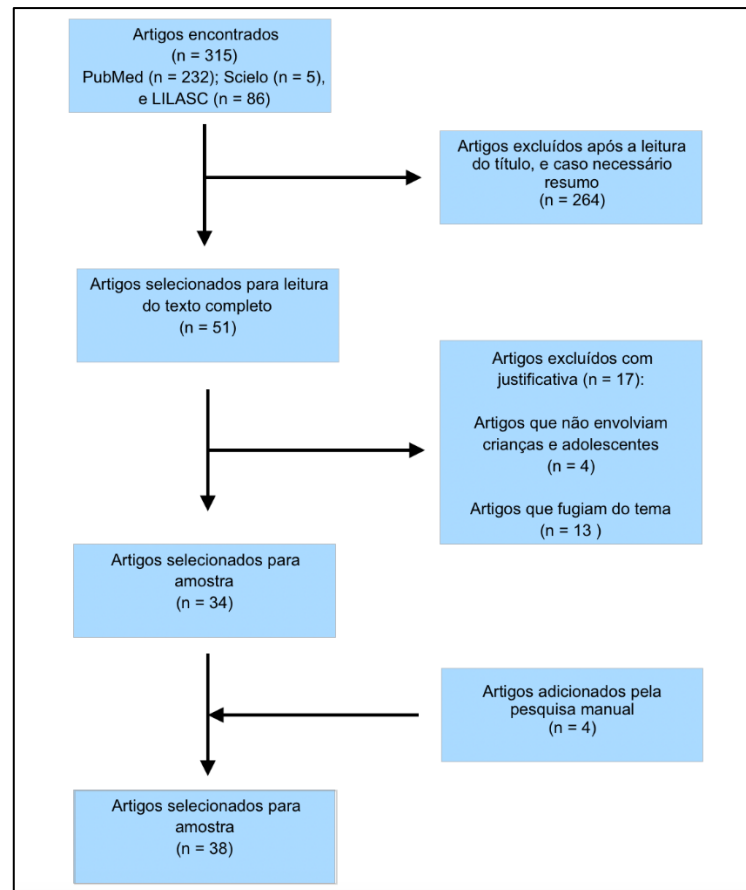 Artigos encontrados
(n = 315)
PubMed (n = 232); Scielo (n = 5),
e LILASC (n = 86)
Artigos excluídos após a leitura
do título, e caso necessário
resumo
(n = 264)
Artigos selecionados para leitura
do texto completo
(n = 51)
Artigos excluídos com
justificativa (n = 17):
Artigos que não envolviam
crianças e adolescentes
(n = 4)
Artigos que fugiam do tema
(n = 13 )
Artigos selecionados para
amostra
(n = 34)
Artigos adicionados pela
pesquisa manual
(n = 4)
Artigos selecionados para
amostra
(n = 38)